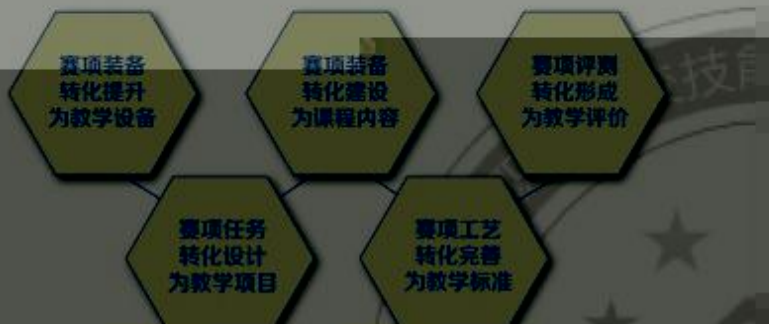 赛项装备
转化提升
为教学设备
赛项装备
转化建设
为课程内容
赛项评测
转化形成
为教学评价
赛项任务
转化设计
为教学项目
赛项工艺
转化完善
为教学标准
技能